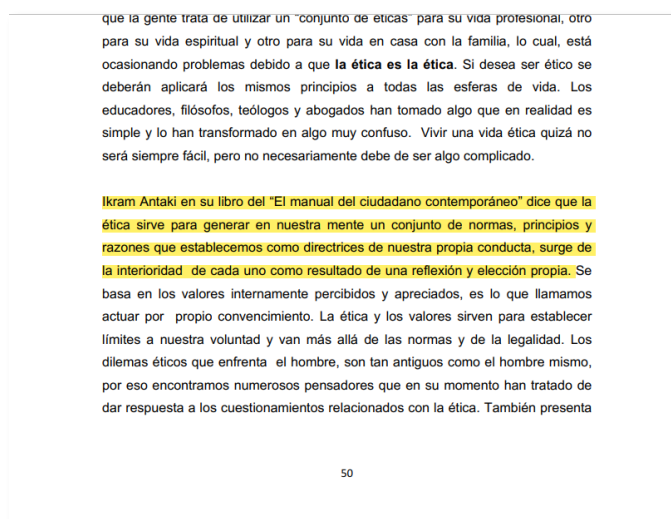 que la gente trata de utilizar un “conjunto de éticas” para su vida profesional, otro
para su vida espiritual y otro para su vida en casa con la familia, lo cual, está
ocasionando problemas debido a que la ética es la ética. Si desea ser ético se
deberán aplicará los mismos principios a todas las esferas de vida. Los
educadores, filósofos, teólogos y abogados han tomado algo que en realidad es
simple y lo han transformado en algo muy confuso. Vivir una vida ética quizá no
será siempre fácil, pero no necesariamente debe de ser algo complicado.
Ikram Antaki en su libro del “El manual del ciudadano contemporáneo” dice que la
ética sirve para generar en nuestra mente un conjunto de normas, principios y
razones que establecemos como directrices de nuestra propia conducta, surge de
la interioridad de cada uno como resultado de una reflexión y elección propia. Se
basa en los valores internamente percibidos y apreciados, es lo que llamamos
actuar por propio convencimiento. La ética y los valores sirven para establecer
límites a nuestra voluntad y van más allá de las normas y de la legalidad. Los
dilemas éticos que enfrenta el hombre, son tan antiguos como el hombre mismo,
por eso encontramos numerosos pensadores que en su momento han tratado de
dar respuesta a los cuestionamientos relacionados con la ética. También presenta
50